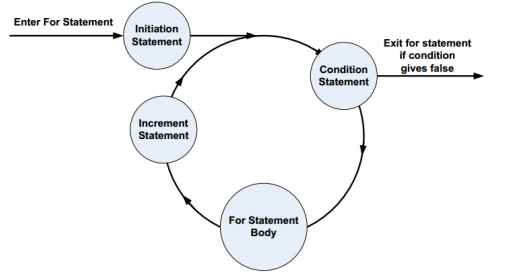 Enter For Statement
Initiation
Statement
Exit for statement
if condition
gives false
Condition
Statement
Increment
Statement
For Statement
Body